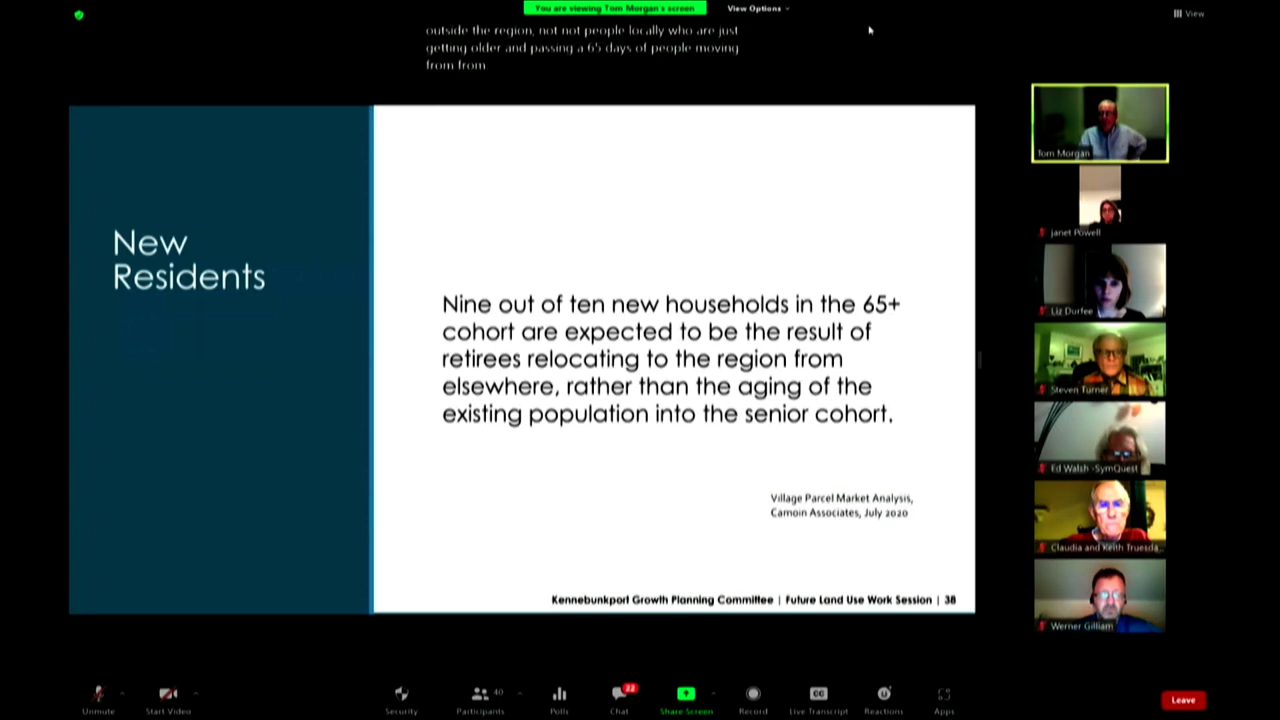 You are viewing Tom Morgan's screen
View Options
View
outside the region, not not people locally who are just
getting older and passing a 65 days of people moving
from from.
New
Residents
Nine out of ten new households in the 65+
cohort are expected to be the result of
retirees relocating to the region from
elsewhere, rather than the aging of the
existing population into the senior cohort.
Village Parcel Market Analysis,
Camoin Associates, July 2020
Kennebunkport Growth Planning Committee | Future Land Use Work Session | 38
Tom Morgan
Janet Powell
Liz Durfee
Steven Turner
Ed Walsh -SymQuest
Claudia and Keith Truesda...
Werner Gilliam
Unmute
Start Video
Security
Participants
40
Polls
Chat
22
Share Screen
Record
CC
Live Transcript
Reactions
Apps
Leave